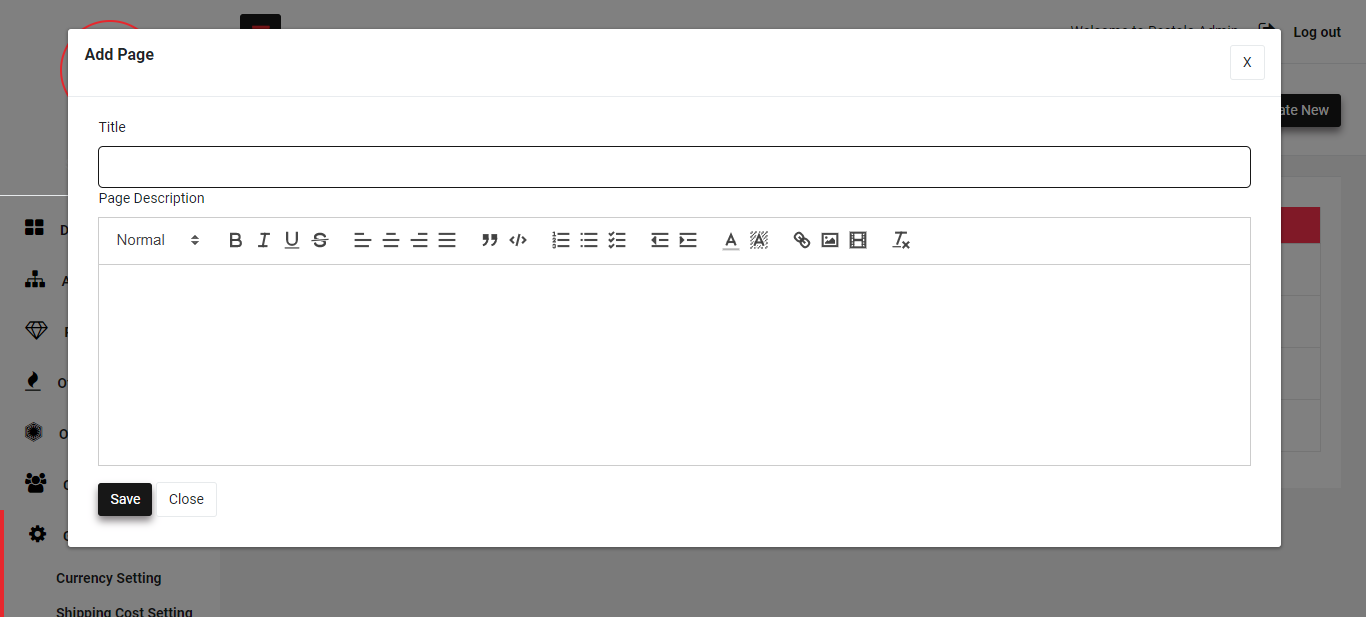 Log out
Add Page
X
ate New
Title
Page Description
Normal
Save
Close
Currency Setting
Shipping Cost Setting